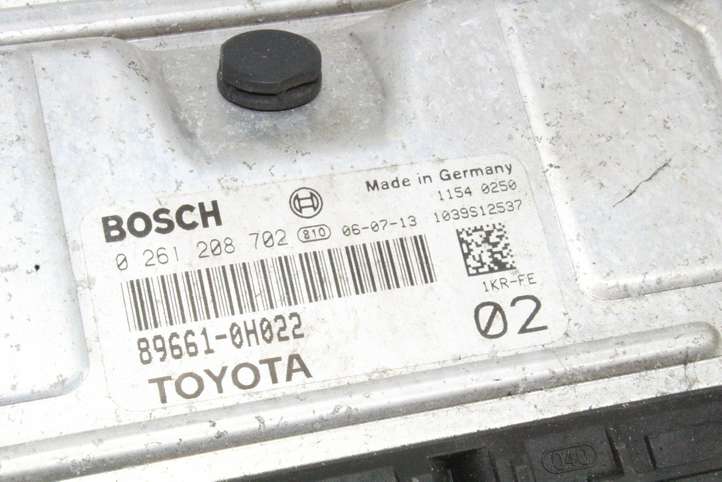 BOSCH
Made in Germany
0 261 208 702 810 06-07-13
1154 0250
1039S12537
1KR-FE
89661-0H022
02
TOYOTA
040